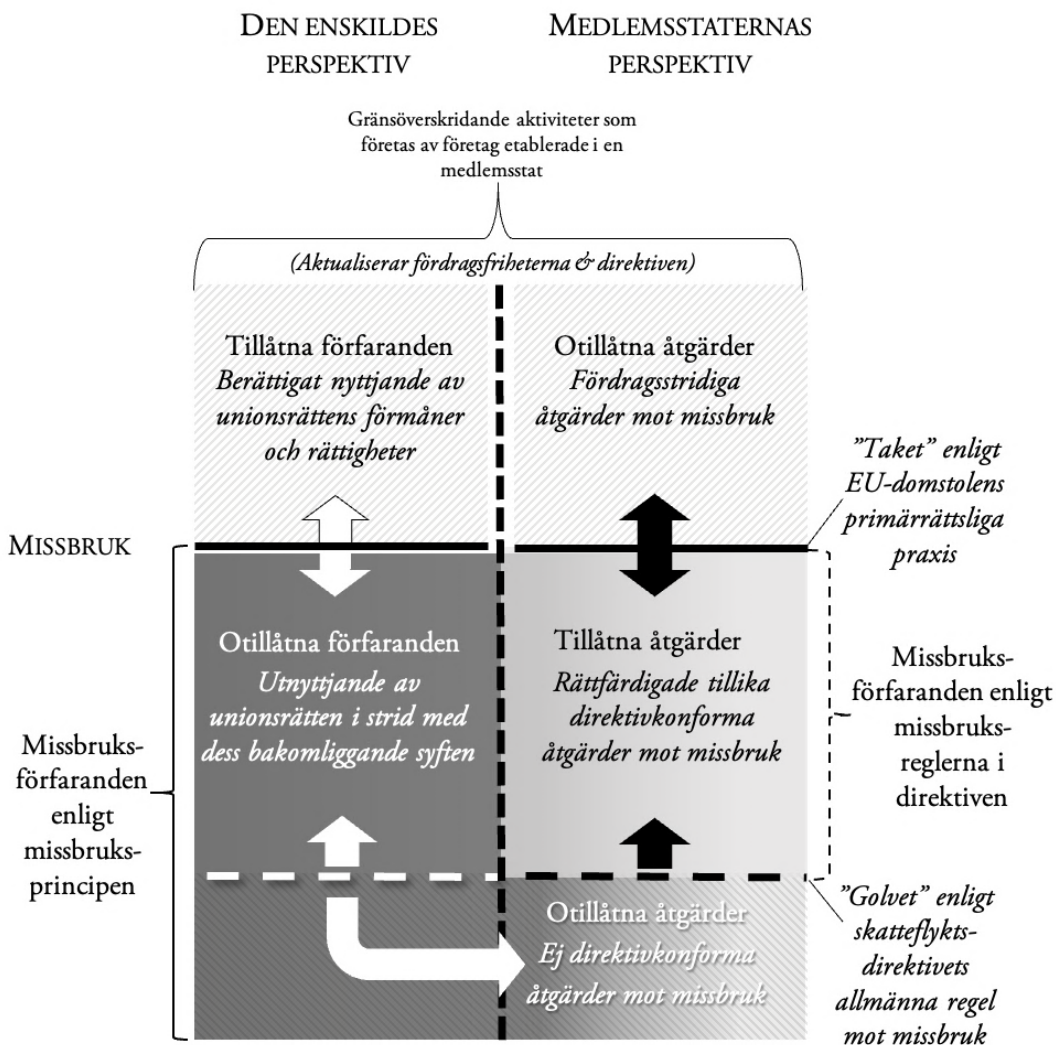 DEN ENSKILDES
PERSPEKTIV
MEDLEMSSTATERNAS
PERSPEKTIV
Gränsöverskridande aktiviteter som
företas av företag etablerade i en
medlemsstat
(Aktualiserar fördragsfriheterna & direktiven)
Tillåtna förfaranden
Berättigat nyttjande av
unionsrättens förmåner
och rättigheter
Otillåtna åtgärder
Fördragsstridiga
åtgärder mot missbruk
"Taket" enligt
EU-domstolens
primärrättsliga
praxis
MISSBRUK
Otillåtna förfaranden
Utnyttjande av
unionsrätten i strid med
dess bakomliggande syften
Tillåtna åtgärder
Rättfärdigade tillika
direktivkonforma
åtgärder mot missbruk
Missbruks-
förfaranden enligt
missbruks-
reglerna i
direktiven
Missbruks-
förfaranden
enligt
missbruks-
principen
Otillåtna åtgärder
Ej direktivkonforma
åtgärder mot missbruk
"Golvet" enligt
skatteflykts-
direktivets
allmänna regel
mot missbruk